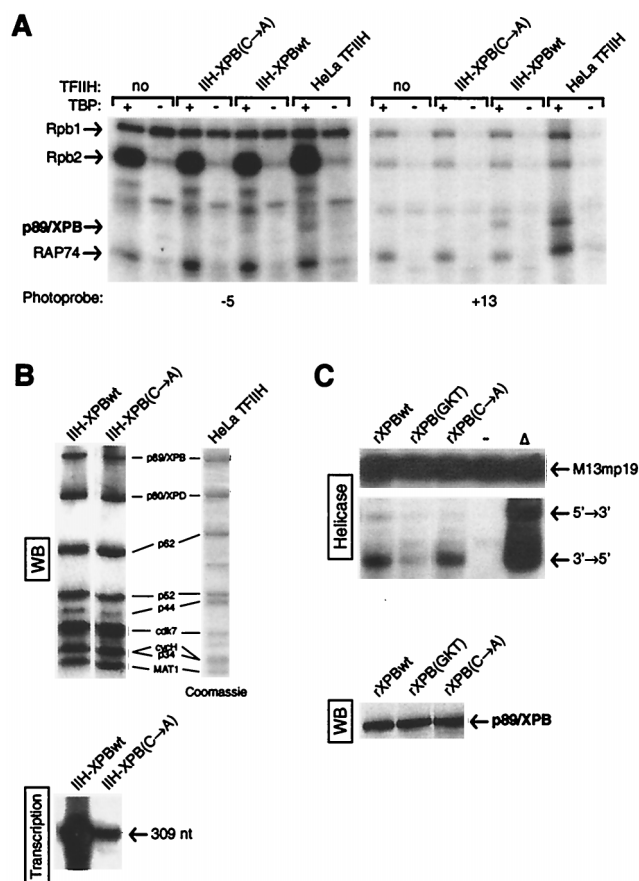 A
TFIIH: no IIH-XPB(C→A) IIH-XPBwt HeLa TFIIH no IIH-XPB(C→A) IIH-XPBwt HeLa TFIIH
TBP: + - + - + - + - + - + - + - + -
Rpb1→
Rpb2→
p89/XPB→
RAP74→
Photoprobe: -5 +13
B
IIH-XPBwt IIH-XPB(C→A) HeLa TFIIH
WB
p89/XPB
p80/XPD
p62
p52
p44
cdk7
cycH
p34
MAT1
Coomassie
IIH-XPBwt IIH-XPB(C→A)
Transcription
←309 nt
C
rXPBwt rXPB(GKT) rXPB(C→A) - Δ
Helicase
←M13mp19
←5'→3'
←3'→5'
rXPBwt rXPB(GKT) rXPB(C→A)
WB
←p89/XPB